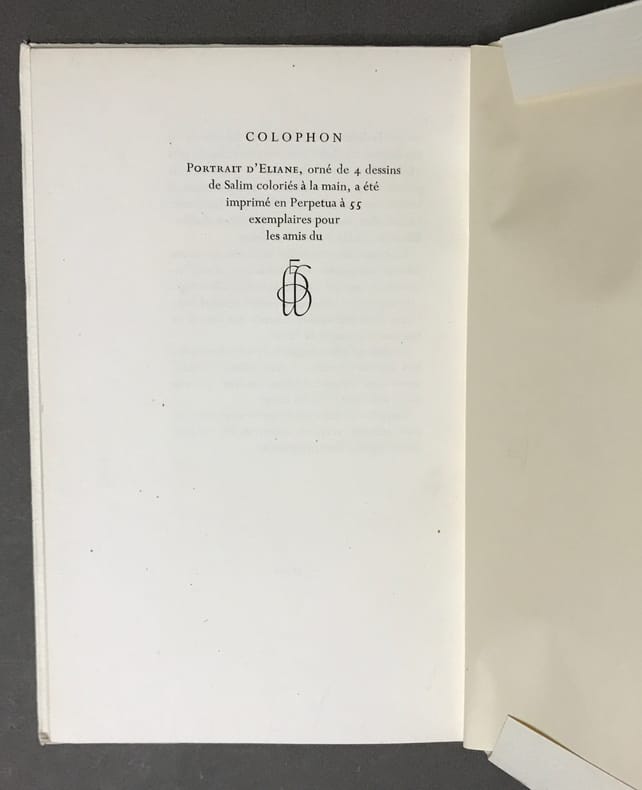 COLOPHON
PORTRAIT D'ELIANE, orné de 4 dessins
de Salim coloriés à la main, a été
imprimé en Perpetua à 55
exemplaires pour
les amis du